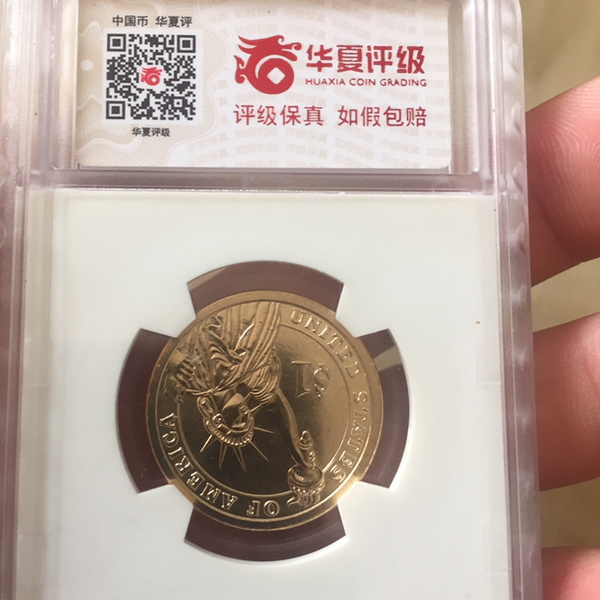 中国币 华夏评
华夏评级
华夏评级
HUAXIA COIN GRADING
评级保真 如假包赔
UNITED STATES OF AMERICA
$1